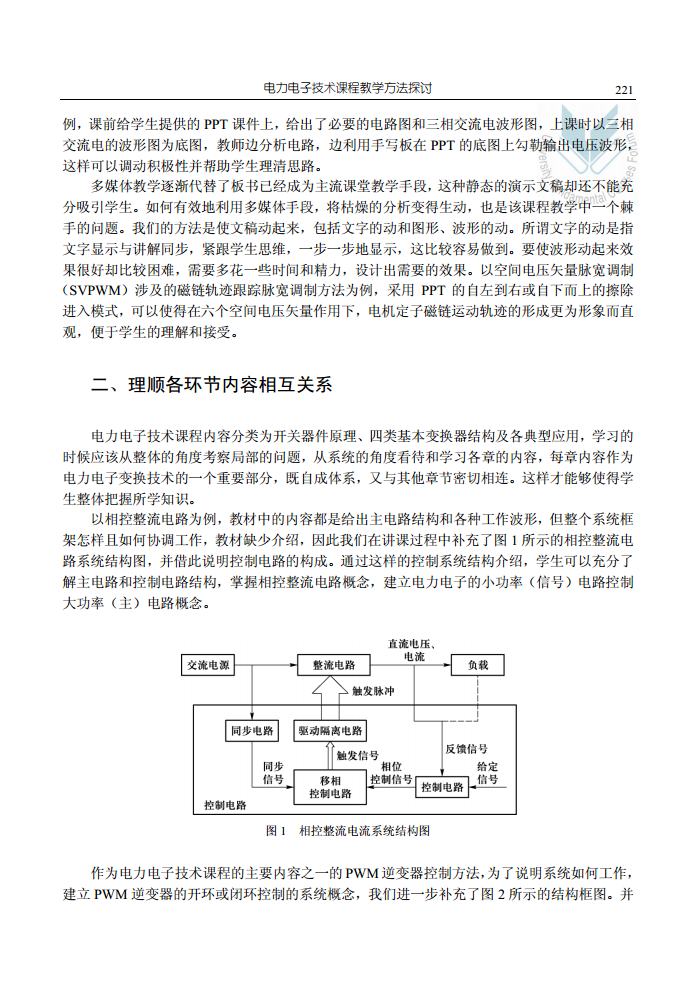 电力电子技术课程教学方法探讨 221
例，课前给学生提供的 PPT 课件上，给出了必要的电路图和三相交流电波形图，上课时以三相
交流电的波形图为底图，教师边分析电路，边利用手写板在 PPT 的底图上勾勒输出电压波形，
这样可以调动积极性并帮助学生理清思路。
多媒体教学逐渐代替了板书已经成为主流课堂教学手段，这种静态的演示文稿却还不能充
分吸引学生。如何有效地利用多媒体手段，将枯燥的分析变得生动，也是该课程教学中一个棘
手的问题。我们的方法是使文稿动起来，包括文字的动和图形、波形的动。所谓文字的动是指
文字显示与讲解同步，紧跟学生思维，一步一步地显示，这比较容易做到。要使波形动起来效
果很好却比较困难，需要多花一些时间和精力，设计出需要的效果。以空间电压矢量脉宽调制
（SVPWM）涉及的磁链轨迹跟踪脉宽调制方法为例，采用 PPT 的自左到右或自下而上的擦除
进入模式，可以使得在六个空间电压矢量作用下，电机定子磁链运动轨迹的形成更为形象而直
观，便于学生的理解和接受。
二、理顺各环节内容相互关系
电力电子技术课程内容分类为开关器件原理、四类基本变换器结构及各典型应用，学习的
时候应该从整体的角度考察局部的问题，从系统的角度看待和学习各章的内容，每章内容作为
电力电子变换技术的一个重要部分，既自成体系，又与其他章节密切相连。这样才能够使得学
生整体把握所学知识。
以相控整流电路为例，教材中的内容都是给出主电路结构和各种工作波形，但整个系统框
架怎样且如何协调工作，教材缺少介绍，因此我们在讲课过程中补充了图 1 所示的相控整流电
路系统结构图，并借此说明控制电路的构成。通过这样的控制系统结构介绍，学生可以充分了
解主电路和控制电路结构，掌握相控整流电路概念，建立电力电子的小功率（信号）电路控制
大功率（主）电路概念。
直流电压、
电流
交流电源
整流电路
负载
触发脉冲
同步电路
驱动隔离电路
反馈信号
触发信号
同步
信号
移相
控制电路
相位
控制信号
控制电路
给定
信号
控制电路
图 1 相控整流电流系统结构图
作为电力电子技术课程的主要内容之一的 PWM 逆变器控制方法，为了说明系统如何工作，
建立 PWM 逆变器的开环或闭环控制的系统概念，我们进一步补充了图 2 所示的结构框图。并